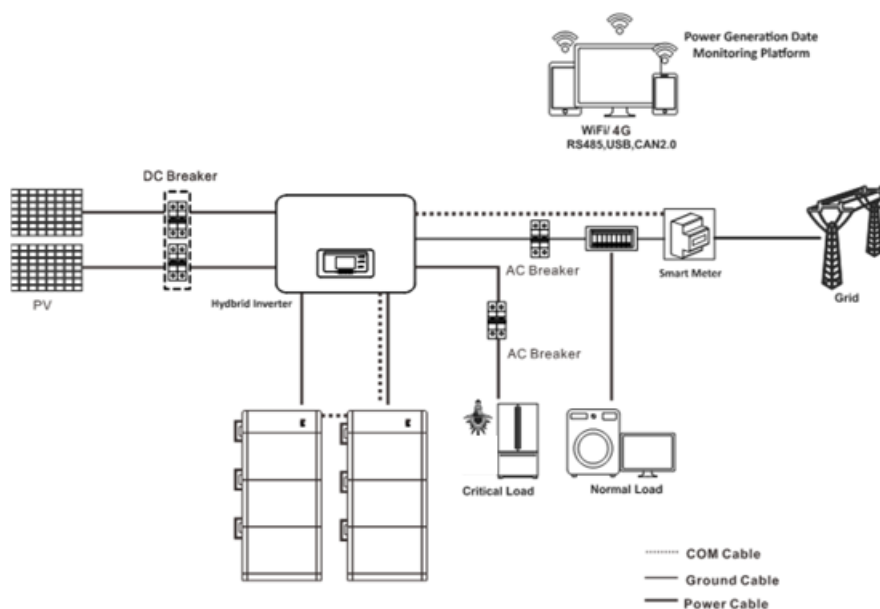 Power Generation Date
Monitoring Platform
WiFi/ 4G
RS485,USB,CAN2.0
DC Breaker
AC Breaker
Smart Meter
Grid
PV
Hydbrid Inverter
AC Breaker
Critical Load
Normal Load
COM Cable
Ground Cable
Power Cable